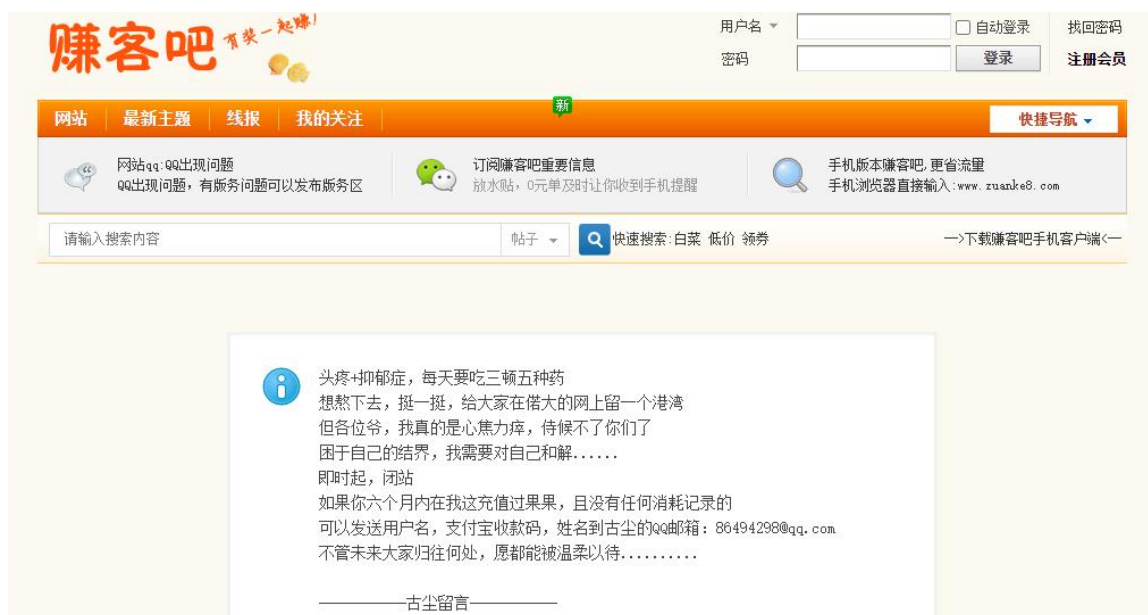 赚客吧 有奖一起赚!
用户名 自动登录 找回密码
密码 登录 注册会员
新
网站 最新主题 线报 我的关注 快捷导航
网站qq:QQ出现问题
QQ出现问题，有版务问题可以发布版务区
订阅赚客吧重要信息
放水贴，0元单及时让你收到手机提醒
手机版本赚客吧,更省流量
手机浏览器直接输入:www.zuanke8.com
请输入搜索内容 帖子 快速搜索:白菜 低价 领券 —>下载赚客吧手机客户端<—
头疼+抑郁症，每天要吃三顿五种药
想熬下去，挺一挺，给大家在偌大的网上留一个港湾
但各位爷，我真的是心焦力瘁，侍候不了你们了
困于自己的结界，我需要对自己和解......
即时起，闭站
如果你六个月内在我这充值过果果，且没有任何消耗记录的
可以发送用户名，支付宝收款码，姓名到古尘的QQ邮箱：86494298@qq.com
不管未来大家归往何处，愿都能被温柔以待..........
——————古尘留言——————